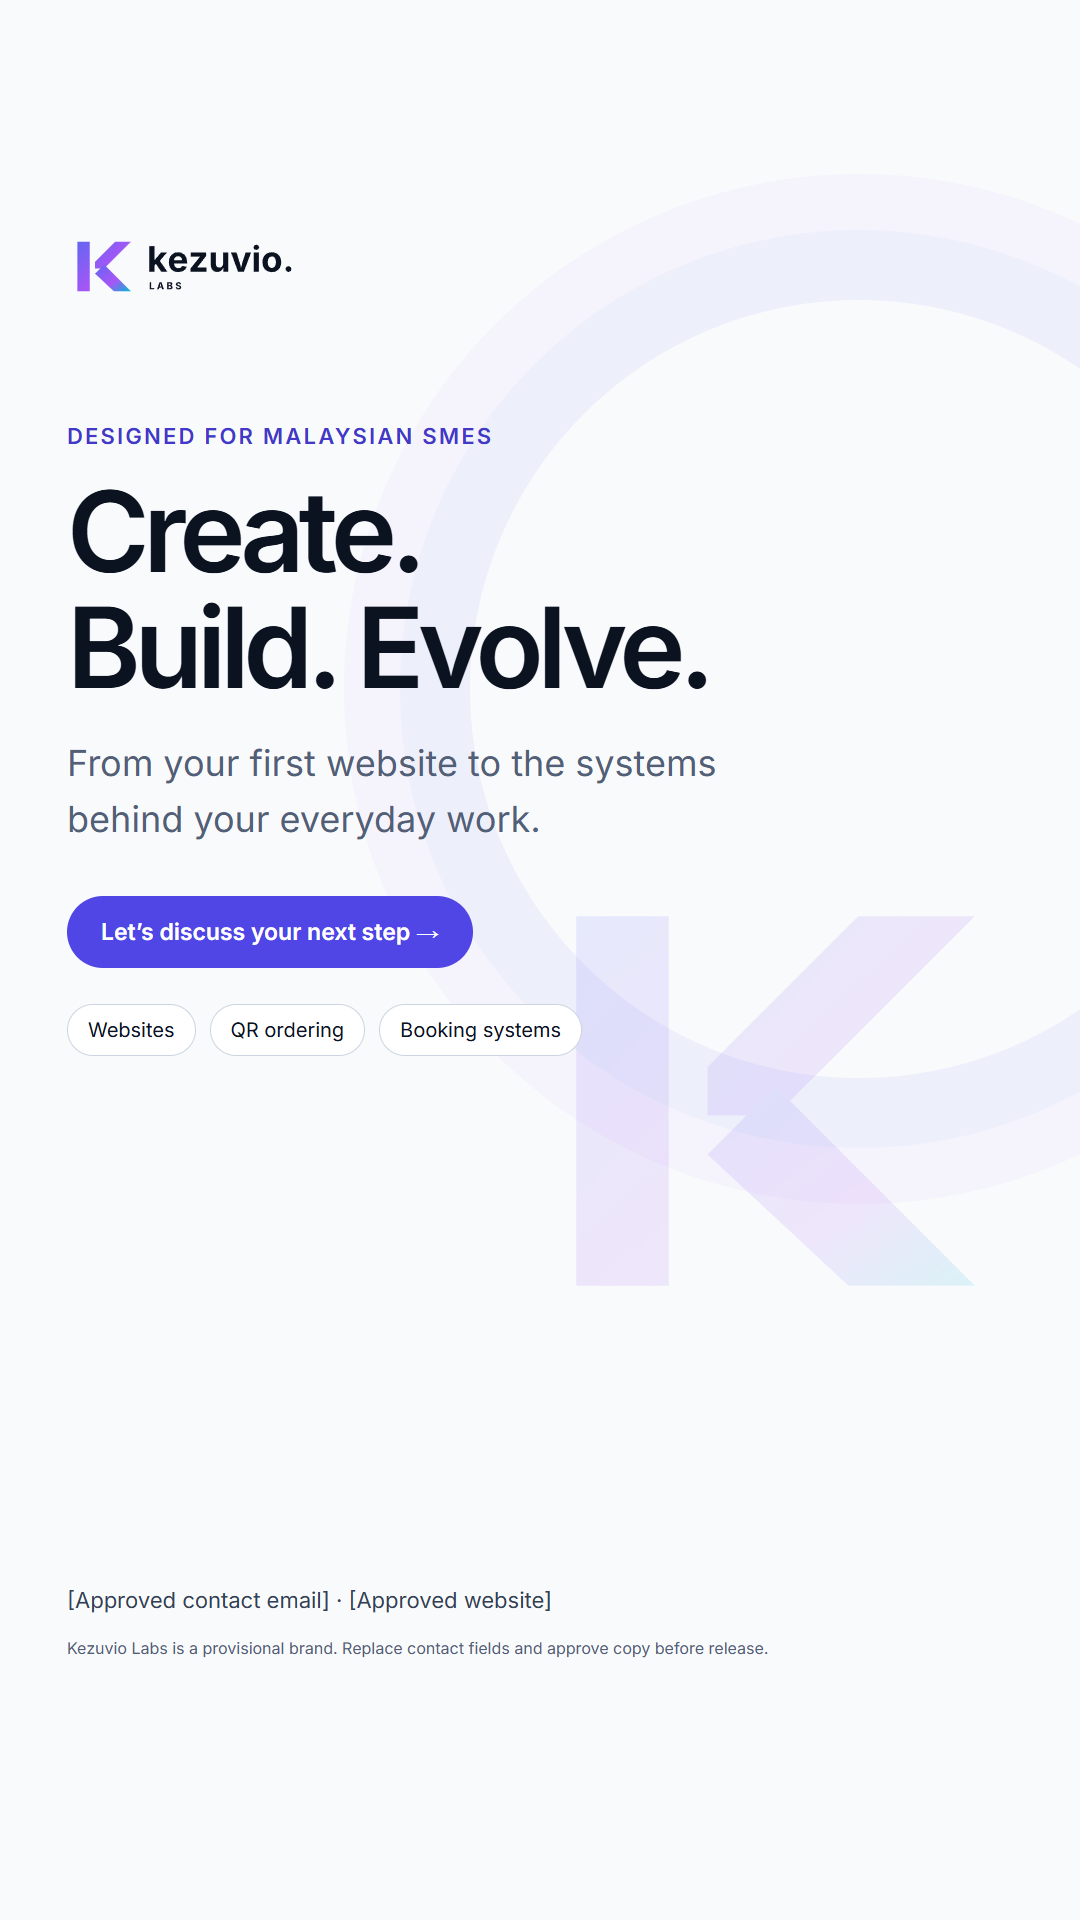 kezuvio.
LABS
DESIGNED FOR MALAYSIAN SMES
Create.
Build. Evolve.
From your first website to the systems
behind your everyday work.
Let’s discuss your next step →
Websites
QR ordering
Booking systems
[Approved contact email] · [Approved website]
Kezuvio Labs is a provisional brand. Replace contact fields and approve copy before release.